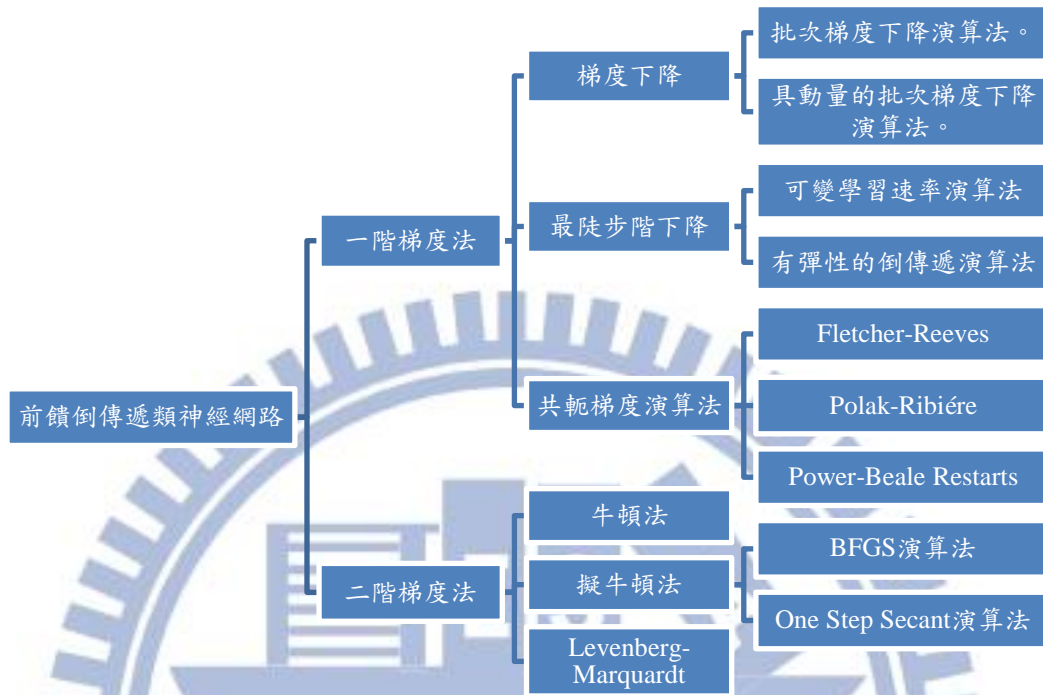 前饋倒傳遞類神經網路
一階梯度法
梯度下降
批次梯度下降演算法。
具動量的批次梯度下降
演算法。
最陡步階下降
可變學習速率演算法
有彈性的倒傳遞演算法
共軛梯度演算法
Fletcher-Reeves
Polak-Ribiére
Power-Beale Restarts
二階梯度法
牛頓法
擬牛頓法
BFGS演算法
One Step Secant演算法
Levenberg-
Marquardt